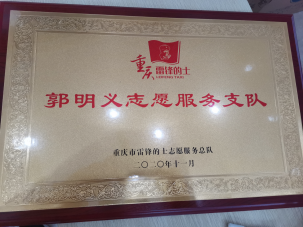 重庆
雷锋的士
郭明义志愿服务支队
重庆市雷锋的士志愿服务总队
二〇二〇年十一月